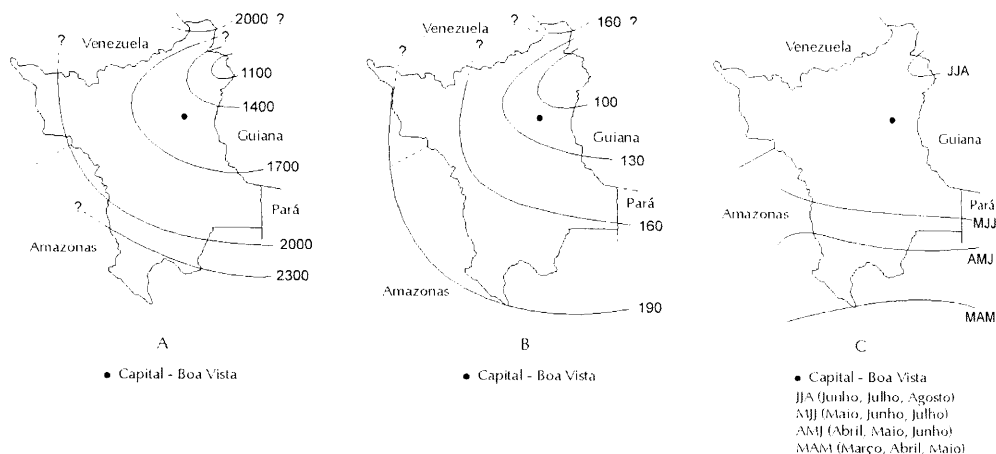 2000 ?
?
?
Venezuela
1100
1400
Guiana
1700
Pará
?
Amazonas
2000
2300
A
• Capital - Boa Vista
160 ?
?
?
Venezuela
100
Guiana
130
Pará
160
Amazonas
190
B
• Capital - Boa Vista
Venezuela
JJA
Guiana
Pará
Amazonas
MJJ
AMJ
MAM
C
• Capital - Boa Vista
JJA (Junho, Julho, Agosto)
MJJ (Maio, Junho, Julho)
AMJ (Abril, Maio, Junho)
MAM (Março, Abril, Maio)